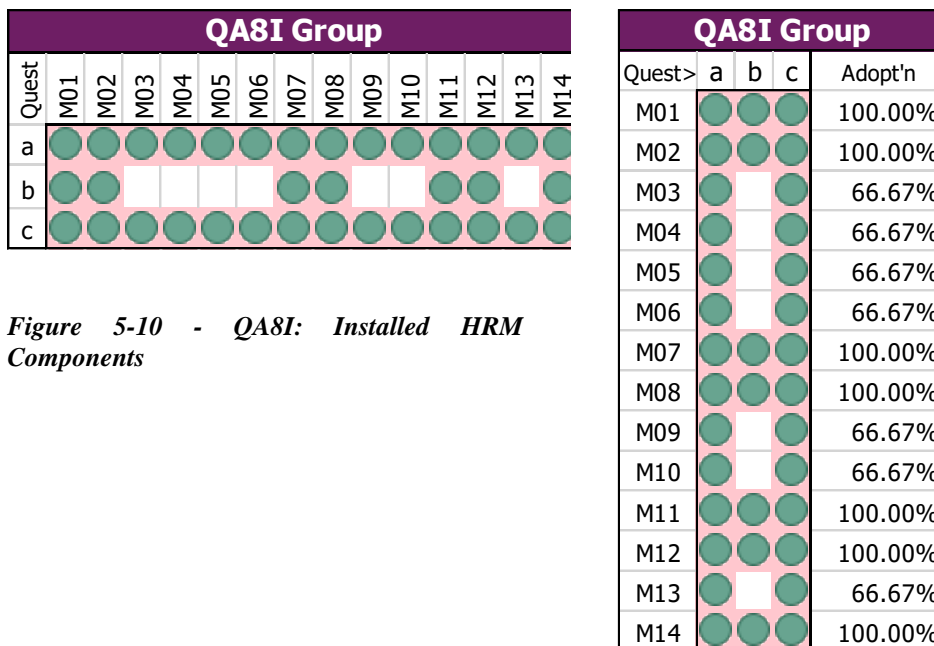 QA8I Group
Quest M01 M02 M03 M04 M05 M06 M07 M08 M09 M10 M11 M12 M13 M14
a
b
c
Figure 5-10 - QA8I: Installed HRM
Components
QA8I Group
Quest> a b c Adopt'n
M01 100.00%
M02 100.00%
M03 66.67%
M04 66.67%
M05 66.67%
M06 66.67%
M07 100.00%
M08 100.00%
M09 66.67%
M10 66.67%
M11 100.00%
M12 100.00%
M13 66.67%
M14 100.00%